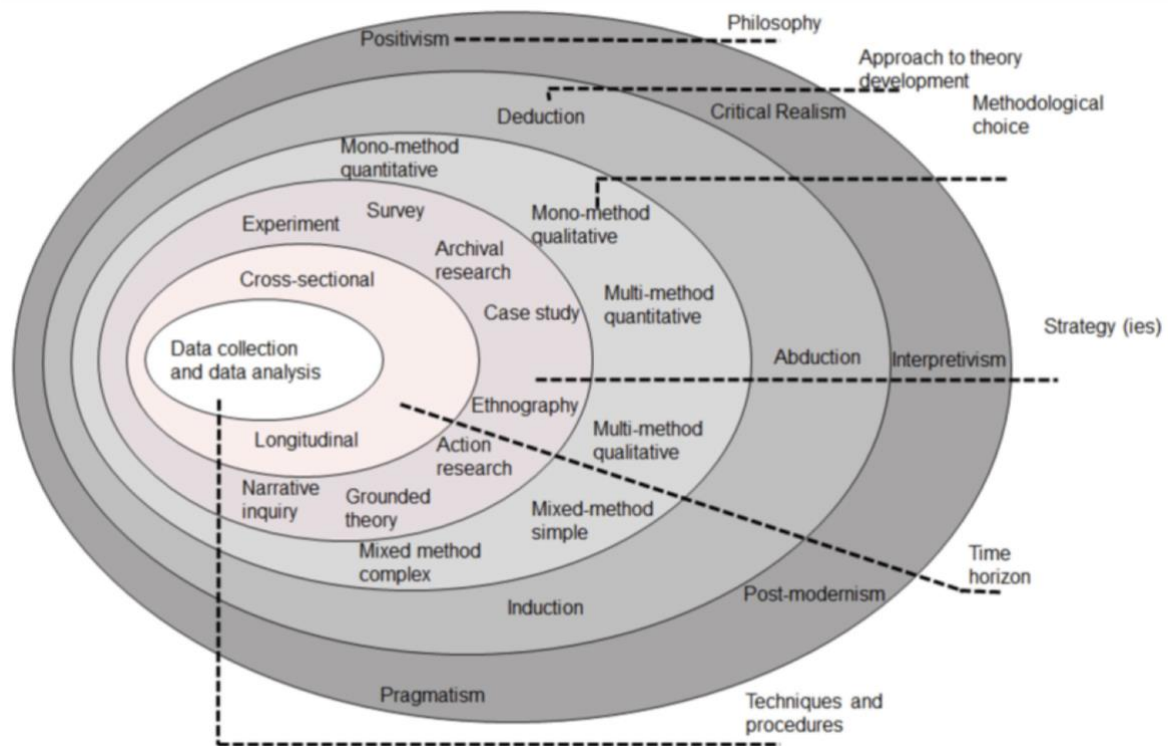 Philosophy
Positivism
Approach to theory
development
Critical Realism
Methodological
choice
Deduction
Mono-method
quantitative
Survey
Experiment
Mono-method
qualitative
Archival
research
Cross-sectional
Multi-method
quantitative
Case study
Strategy (ies)
Data collection
and data analysis
Abduction
Interpretivism
Ethnography
Longitudinal
Action
research
Multi-method
qualitative
Narrative
inquiry
Grounded
theory
Mixed-method
simple
Mixed method
complex
Time
horizon
Induction
Post-modernism
Pragmatism
Techniques and
procedures